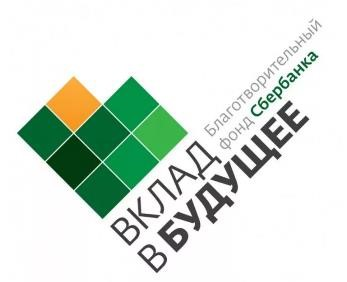 Благотворительный
фонд Сбербанка
ВКЛАД
В БУДУЩЕЕ